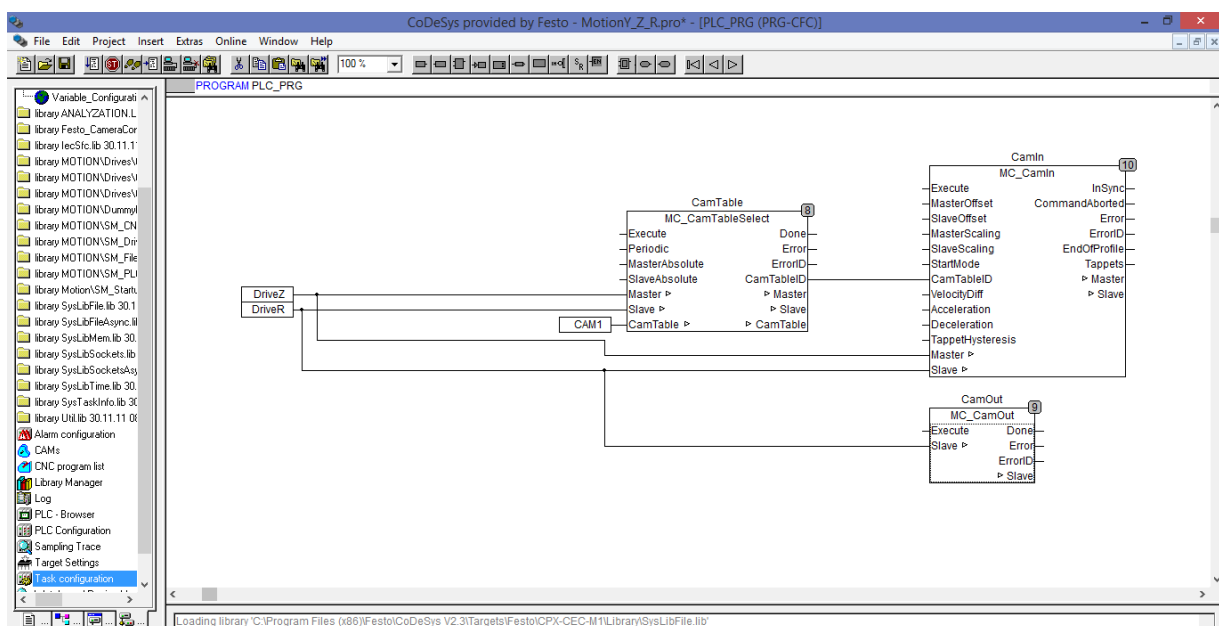 CoDeSys provided by Festo - MotionY_Z_R.pro* - [PLC_PRG (PRG-CFC)]
File Edit Project Insert Extras Online Window Help
100 %
PROGRAM PLC_PRG
Variable_Configurati
library ANALYZATION.L
library Festo_CameraCor
library IecSfc.lib 30.11.1
library MOTION\Drives\
library MOTION\Drives\
library MOTION\Drives\
library MOTION\Dummy
library MOTION\SM_CN
library MOTION\SM_Dri
library MOTION\SM_File
library MOTION\SM_PL
library Motion\SM_Startu
library SysLibFile.lib 30.1
library SysLibFileAsync.li
library SysLibMem.lib 30.
library SysLibSockets.lib
library SysLibSocketsAsy
library SysLibTime.lib 30.
library SysTaskInfo.lib 30
library Util.lib 30.11.11 08
Alarm configuration
CAMs
CNC program list
Library Manager
Log
PLC - Browser
PLC Configuration
Sampling Trace
Target Settings
Task configuration
DriveZ
DriveR
CAM1
CamTable
8
MC_CamTableSelect
Execute Done
Periodic Error
MasterAbsolute ErrorID
SlaveAbsolute CamTableID
Master Master
Slave Slave
CamTable CamTable
CamIn
10
MC_CamIn
Execute InSync
MasterOffset CommandAborted
SlaveOffset Error
MasterScaling ErrorID
SlaveScaling EndOfProfile
StartMode Tappets
CamTableID Master
VelocityDiff Slave
Acceleration
Deceleration
TappetHysteresis
Master
Slave
CamOut
9
MC_CamOut
Execute Done
Slave Error
ErrorID
Slave
Loading library 'C:\Program Files (x86)\Festo\CoDeSys V2.3\Targets\Festo\CPX-CEC-M1\Library\SysLibFile.lib'